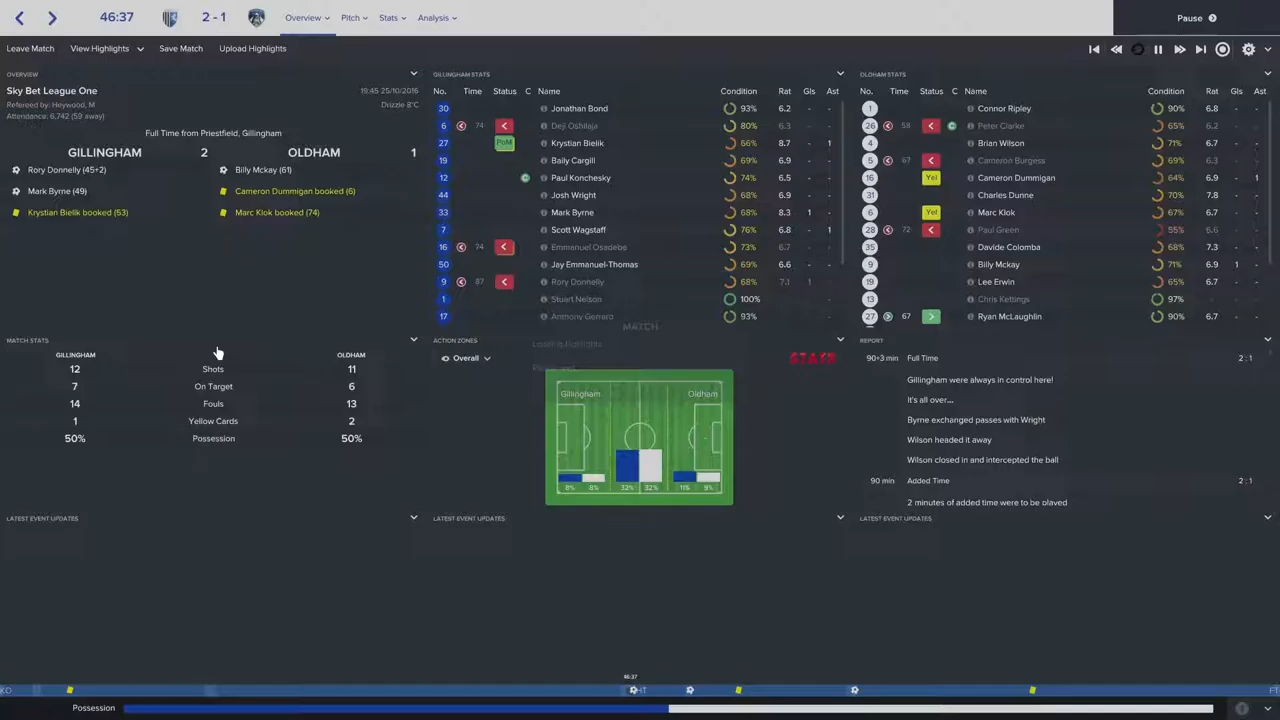 46:37 2 - 1 Overview Pitch Stats Analysis Pause
Leave Match View Highlights Save Match Upload Highlights
OVERVIEW
Sky Bet League One 19:45 25/10/2016
Refereed by: Heywood, M Drizzle 8°C
Attendance: 6,742 (59 away)
Full Time from Priestfield, Gillingham
GILLINGHAM 2 OLDHAM 1
Rory Donnelly (45+2) Billy Mckay (61)
Mark Byrne (49) Cameron Dummigan booked (6)
Krystian Bielik booked (53) Marc Klok booked (74)
GILLINGHAM STATS
No. Time Status C Name Condition Rat Gls Ast
30 Jonathan Bond 93% 6.2 - -
6 74 Deji Oshilaja 80% 6.3 - -
27 PoM Krystian Bielik 66% 8.7 - 1
19 Baily Cargill 69% 6.9 - -
12 C Paul Konchesky 74% 6.5 - -
44 Josh Wright 68% 6.9 - -
33 Mark Byrne 68% 8.3 1 -
7 Scott Wagstaff 76% 6.8 - 1
16 74 Emmanuel Osadebe 73% 6.7 - -
50 Jay Emmanuel-Thomas 69% 6.6 - -
9 87 Rory Donnelly 68% 7.1 1 -
1 Stuart Nelson 100%
17 Anthony Gerrard 93%
OLDHAM STATS
No. Time Status C Name Condition Rat Gls Ast
1 Connor Ripley 90% 6.8 - -
26 58 C Peter Clarke 65% 6.2 - -
4 Brian Wilson 71% 6.7 - -
5 67 Cameron Burgess 69% 6.3 - -
16 Yel Cameron Dummigan 64% 6.9 - 1
31 Charles Dunne 70% 7.8 - -
6 Yel Marc Klok 67% 6.7 - -
28 72 Paul Green 55% 6.6 - -
35 Davide Colomba 68% 7.3 - -
9 Billy Mckay 71% 6.9 1 -
19 Lee Erwin 65% 6.7 - -
13 Chris Kettings 97%
27 67 Ryan McLaughlin 90% 6.7 - -
MATCH
MATCH STATS
GILLINGHAM OLDHAM
12 Shots 11
7 On Target 6
14 Fouls 13
1 Yellow Cards 2
50% Possession 50%
ACTION ZONES
Overall STATS
Gillingham Oldham
8% 8% 32% 32% 11% 9%
REPORT
90+3 min Full Time 2 : 1
Gillingham were always in control here!
It's all over...
Byrne exchanged passes with Wright
Wilson headed it away
Wilson closed in and intercepted the ball
90 min Added Time 2 : 1
2 minutes of added time were to be played
LATEST EVENT UPDATES LATEST EVENT UPDATES LATEST EVENT UPDATES
46:37
KO HT FT
Possession